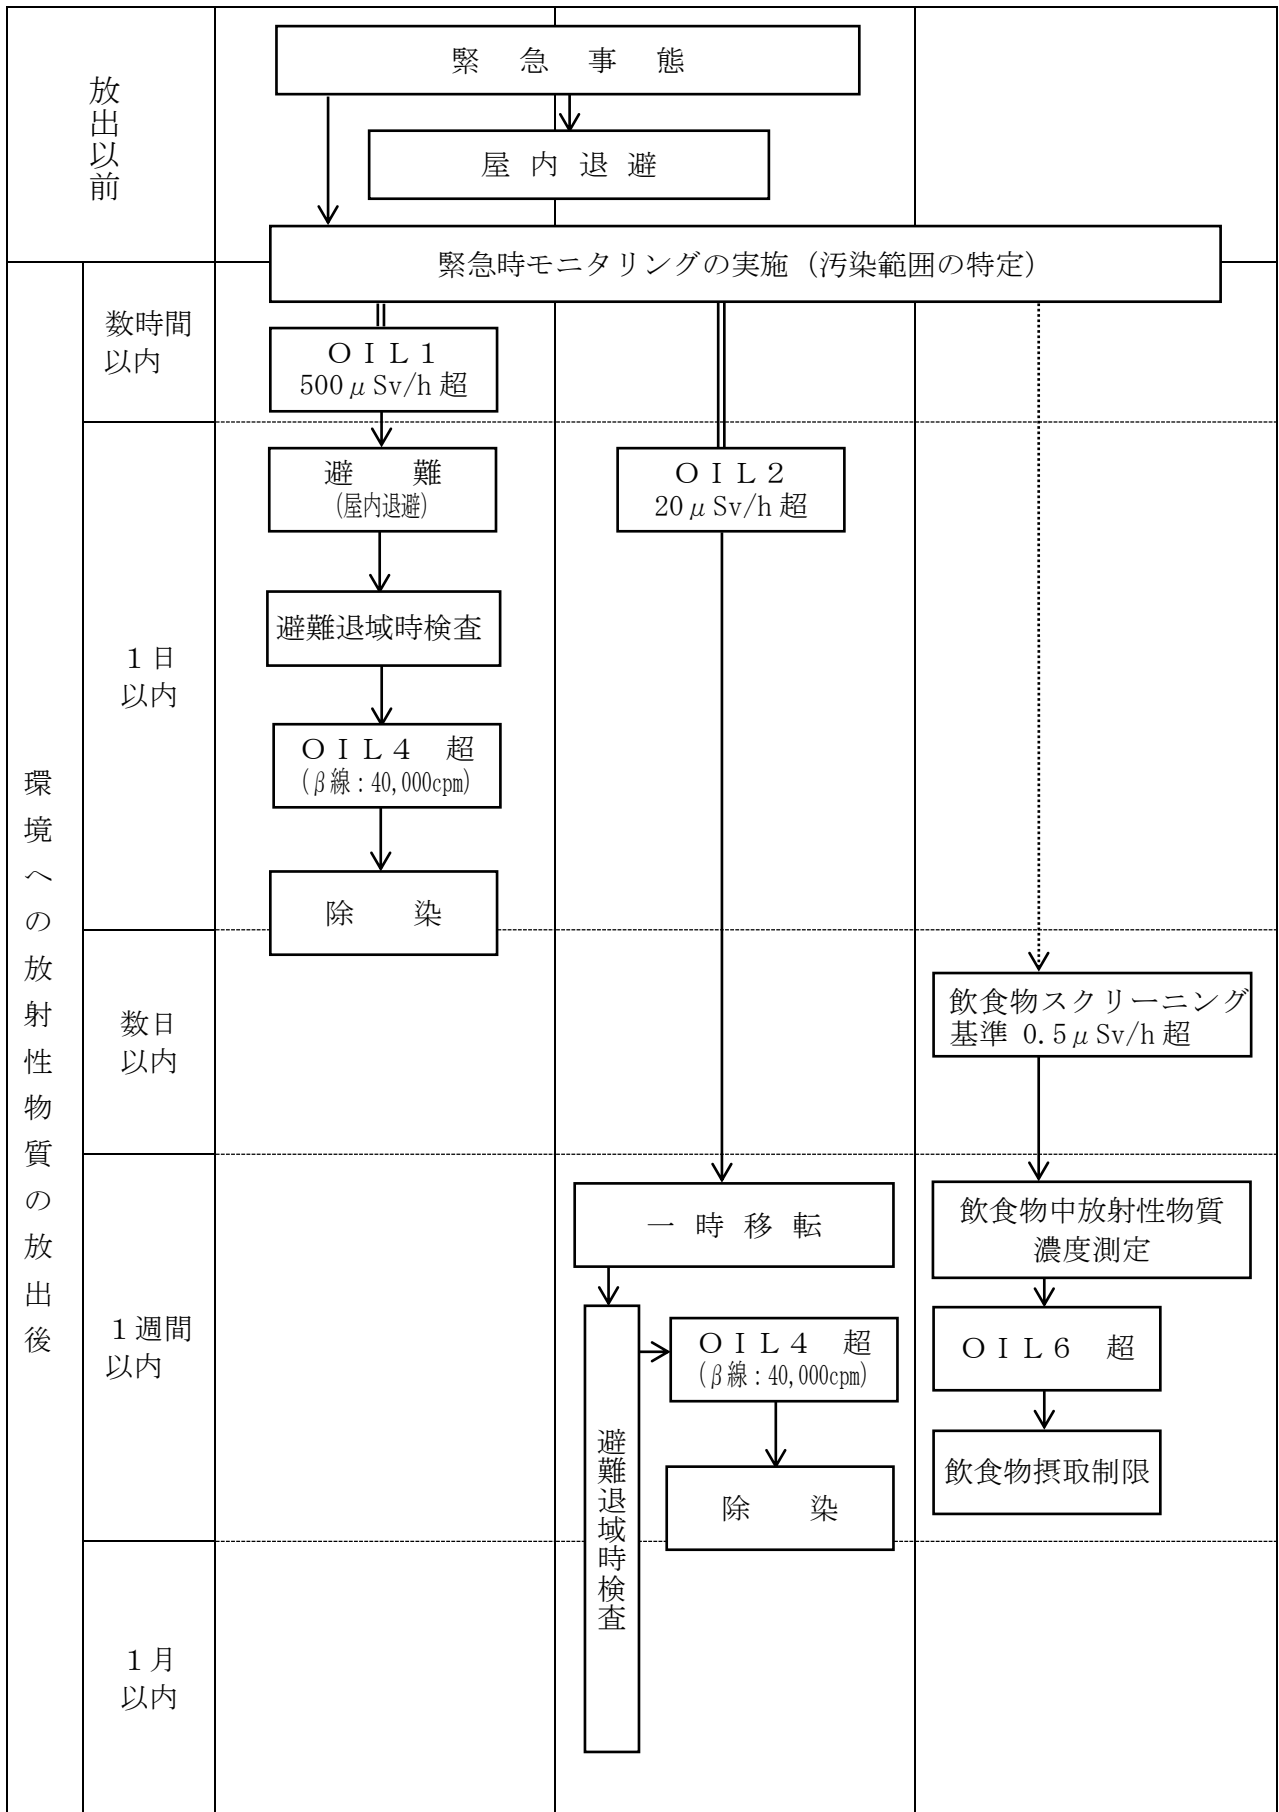 放出以前
緊　急　事　態
屋 内 退 避
緊急時モニタリングの実施（汚染範囲の特定）
環境への放射性物質の放出後
数時間
以内
ＯＩＬ１
500μSv/h 超
１日
以内
避　　難
(屋内退避)
ＯＩＬ２
20μSv/h 超
避難退域時検査
ＯＩＬ４　超
(β線：40,000cpm)
除　　染
数日
以内
飲食物スクリーニング
基準 0.5μSv/h 超
１週間
以内
一 時 移 転
飲食物中放射性物質
濃度測定
避難退域時検査
ＯＩＬ４　超
(β線：40,000cpm)
除　　染
ＯＩＬ６　超
飲食物摂取制限
１月
以内